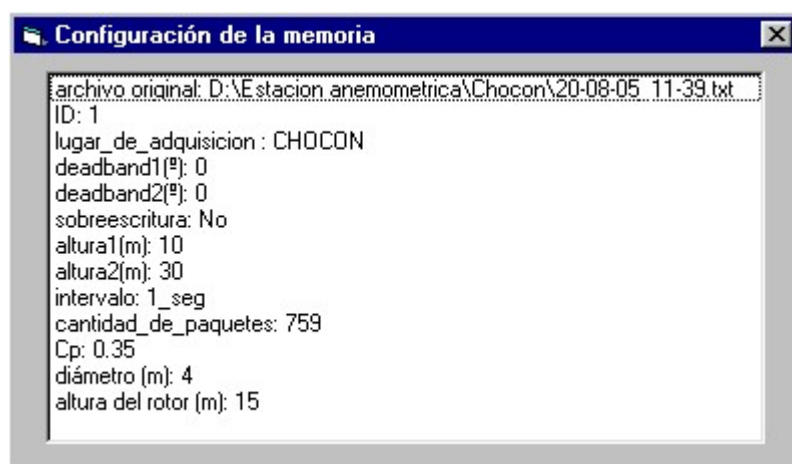 Configuración de la memoria
archivo original: D:\Estacion anemometrica\Chocon\20-08-05_11-39.txt
ID: 1
lugar_de_adquisicion : CHOCON
deadband1(º): 0
deadband2(º): 0
sobreescritura: No
altura1(m): 10
altura2(m): 30
intervalo: 1_seg
cantidad_de_paquetes: 759
Cp: 0.35
diámetro (m): 4
altura del rotor (m): 15